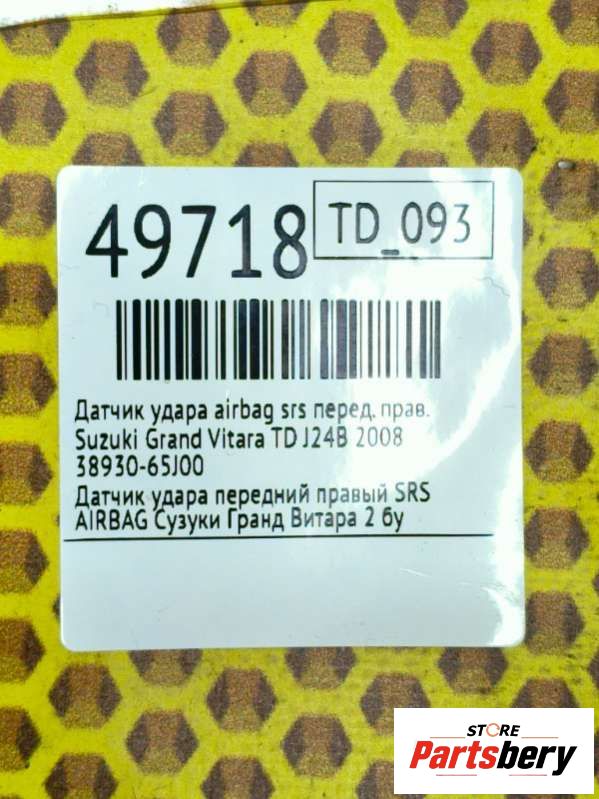 49718 TD_093
Датчик удара airbag srs перед. прав.
Suzuki Grand Vitara TD J24B 2008
38930-65J00
Датчик удара передний правый SRS
AIRBAG Сузуки Гранд Витара 2 бу
STORE
Partsbery